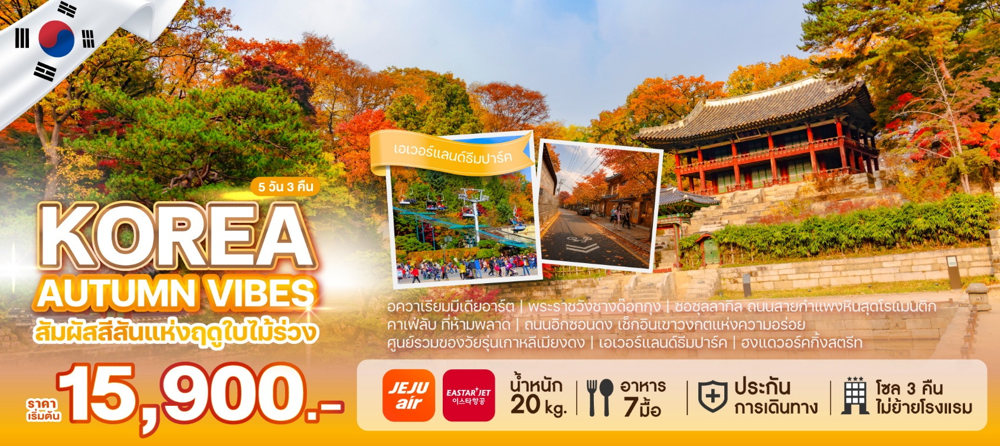 เอเวอร์แลนด์ธีมปาร์ค
5 วัน 3 คืน
KOREA
AUTUMN VIBES
สัมผัสสีสันแห่งฤดูใบไม้ร่วง
ราคา
เริ่มต้น
15,900.-
อควาเรียมมีเดียอาร์ต | พระราชวังชางด๊อกกุง | ซอซุลลากิล ถนนสายกำแพงหินสุดโรแมนติก
คาเฟ่ลับ ที่ห้ามพลาด | ถนนอิกซอนดง เช็กอินเขาวงกตแห่งความอร่อย
ศูนย์รวมของวัยรุ่นเกาหลีเมียงดง | เอเวอร์แลนด์ธีมปาร์ค | ฮงแดวอร์คกิ้งสตรีท
JEJU
air
EASTAR JET
이스타항공
น้ำหนัก
20 kg.
อาหาร
7 มื้อ
ประกัน
การเดินทาง
โซล 3 คืน
ไม่ย้ายโรงแรม